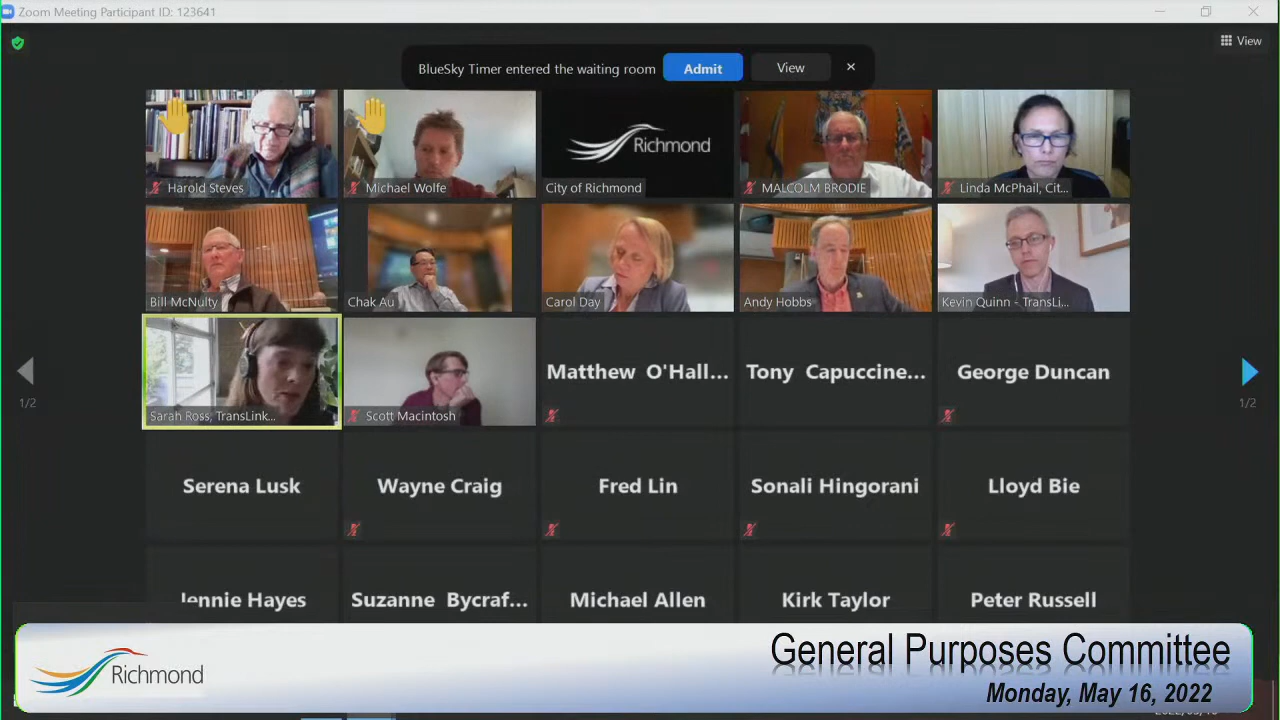 Zoom Meeting Participant ID: 123641
View
BlueSky Timer entered the waiting room
Admit
View
Harold Steves
Michael Wolfe
Richmond
City of Richmond
MALCOLM BRODIE
Linda McPhail, Cit...
Bill McNulty
Chak Au
Carol Day
Andy Hobbs
Kevin Quinn - TransLi...
Sarah Ross, TransLink...
Scott Macintosh
Matthew O'Hall...
Tony Capuccine...
George Duncan
1/2
1/2
Serena Lusk
Wayne Craig
Fred Lin
Sonali Hingorani
Lloyd Bie
Jennie Hayes
Suzanne Bycraf...
Michael Allen
Kirk Taylor
Peter Russell
Richmond
General Purposes Committee
Monday, May 16, 2022